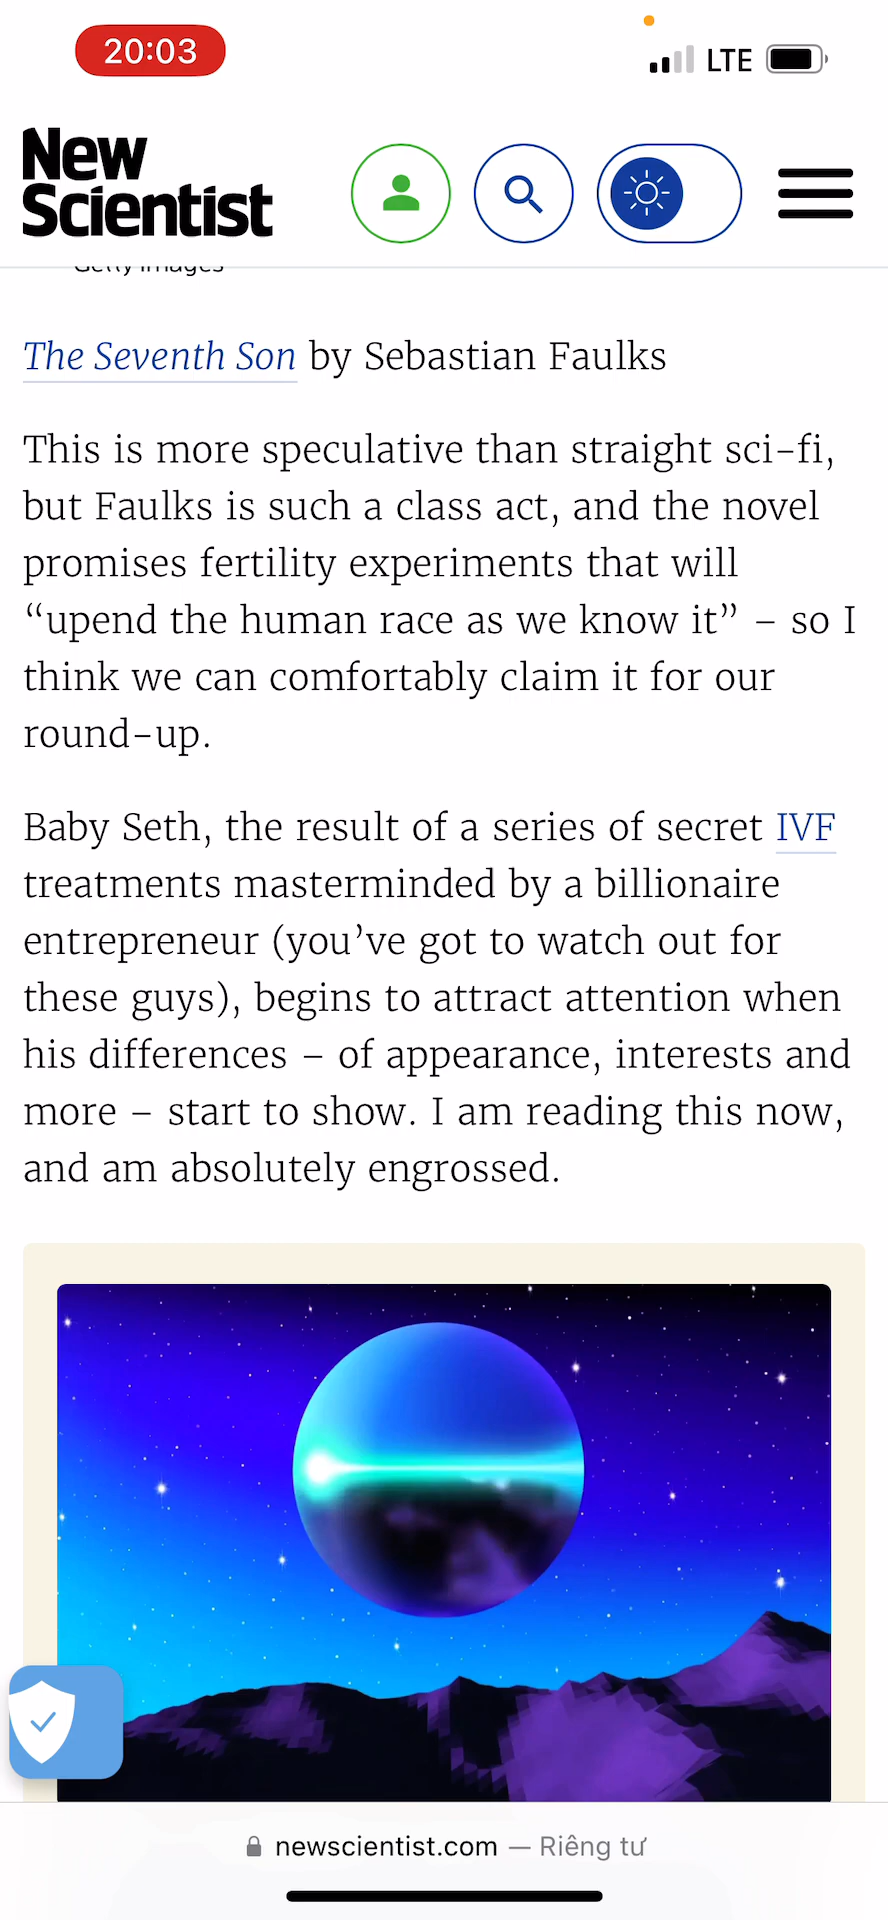 20:03
LTE
New
Scientist
Getty Images
The Seventh Son by Sebastian Faulks
This is more speculative than straight sci-fi,
but Faulks is such a class act, and the novel
promises fertility experiments that will
“upend the human race as we know it” – so I
think we can comfortably claim it for our
round-up.
Baby Seth, the result of a series of secret IVF
treatments masterminded by a billionaire
entrepreneur (you’ve got to watch out for
these guys), begins to attract attention when
his differences – of appearance, interests and
more – start to show. I am reading this now,
and am absolutely engrossed.
newscientist.com — Riêng tư